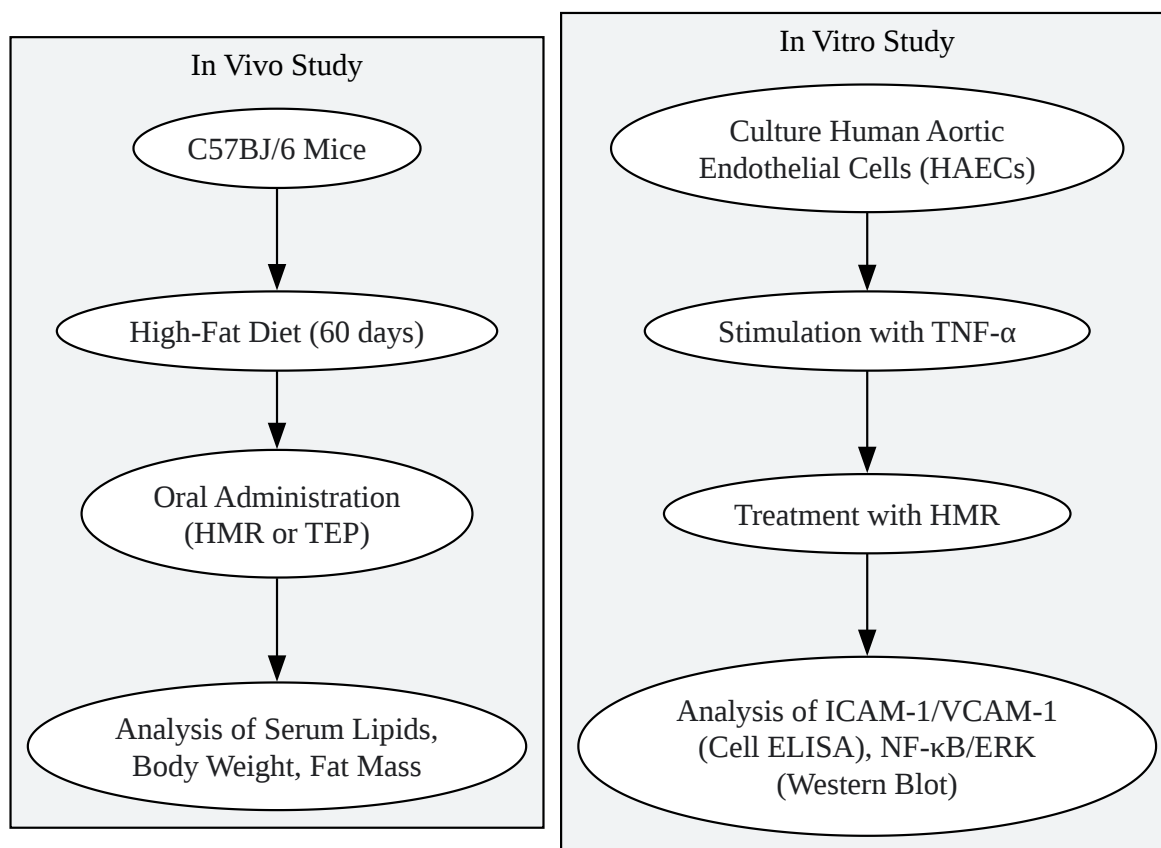 In Vivo Study
C57BJ/6 Mice
High-Fat Diet (60 days)
Oral Administration
(HMR or TEP)
Analysis of Serum Lipids,
Body Weight, Fat Mass
In Vitro Study
Culture Human Aortic
Endothelial Cells (HAECs)
Stimulation with TNF-α
Treatment with HMR
Analysis of ICAM-1/VCAM-1
(Cell ELISA), NF-κB/ERK
(Western Blot)